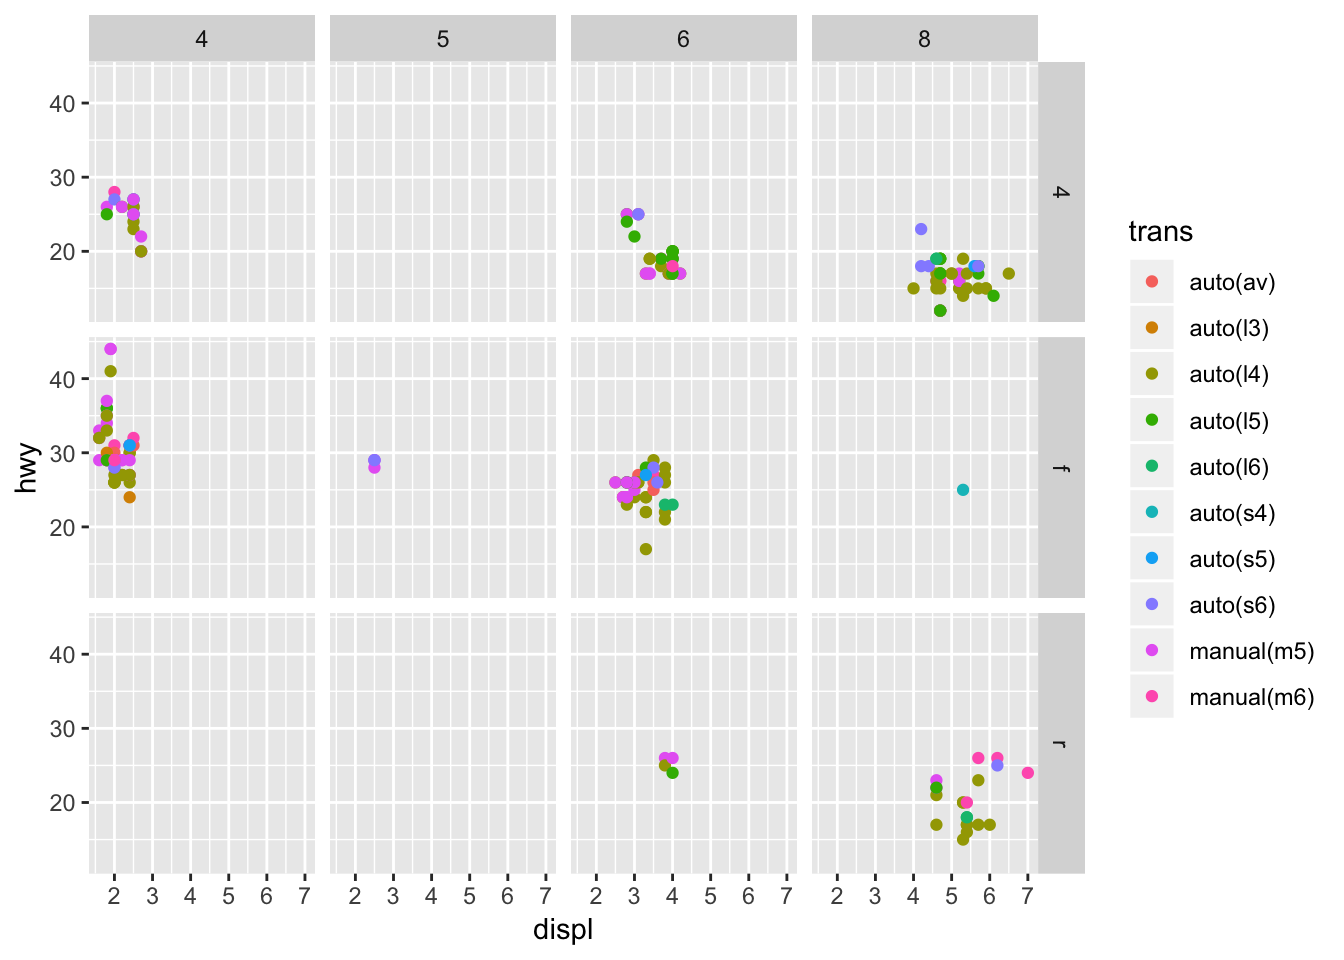 4 5 6 8
40
30
20
4
hwy
40
30
20
f
40
30
20
r
2 3 4 5 6 7 2 3 4 5 6 7 2 3 4 5 6 7 2 3 4 5 6 7
displ
trans
auto(av)
auto(l3)
auto(l4)
auto(l5)
auto(l6)
auto(s4)
auto(s5)
auto(s6)
manual(m5)
manual(m6)